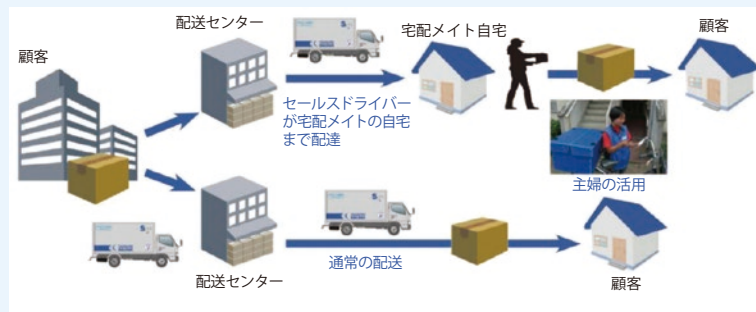 配送センター
宅配メイト自宅
顧客
顧客
セールスドライバー
が宅配メイトの自宅
まで配達
主婦の活用
通常の配送
配送センター
顧客